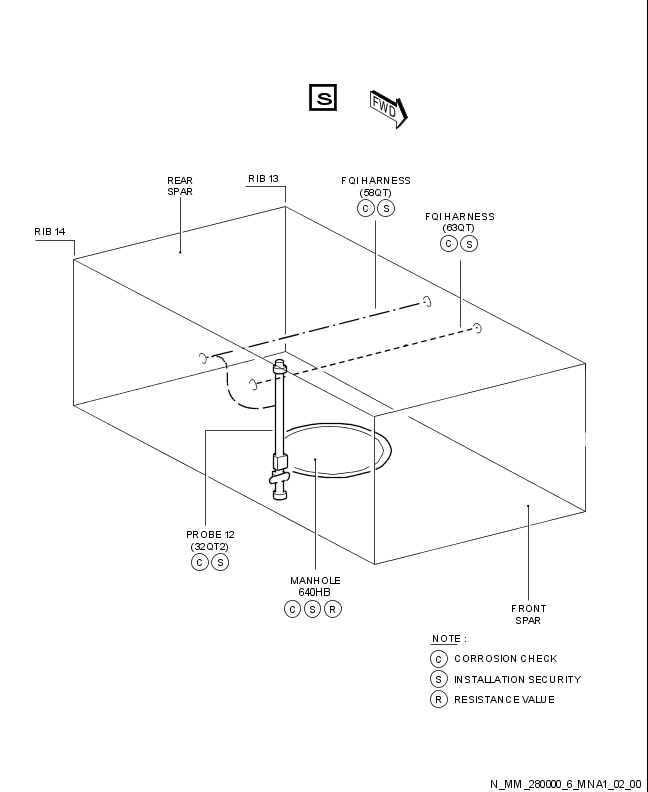 S
FWD
RIB 13
REAR
SPAR
FQI HARNESS
(58QT)
C S
FQI HARNESS
(63QT)
C S
RIB 14
PROBE 12
(32QT2)
C S
MANHOLE
640HB
C S R
FRONT
SPAR
NOTE :
C CORROSION CHECK
S INSTALLATION SECURITY
R RESISTANCE VALUE
N_MM_280000_6_MNA1_02_00